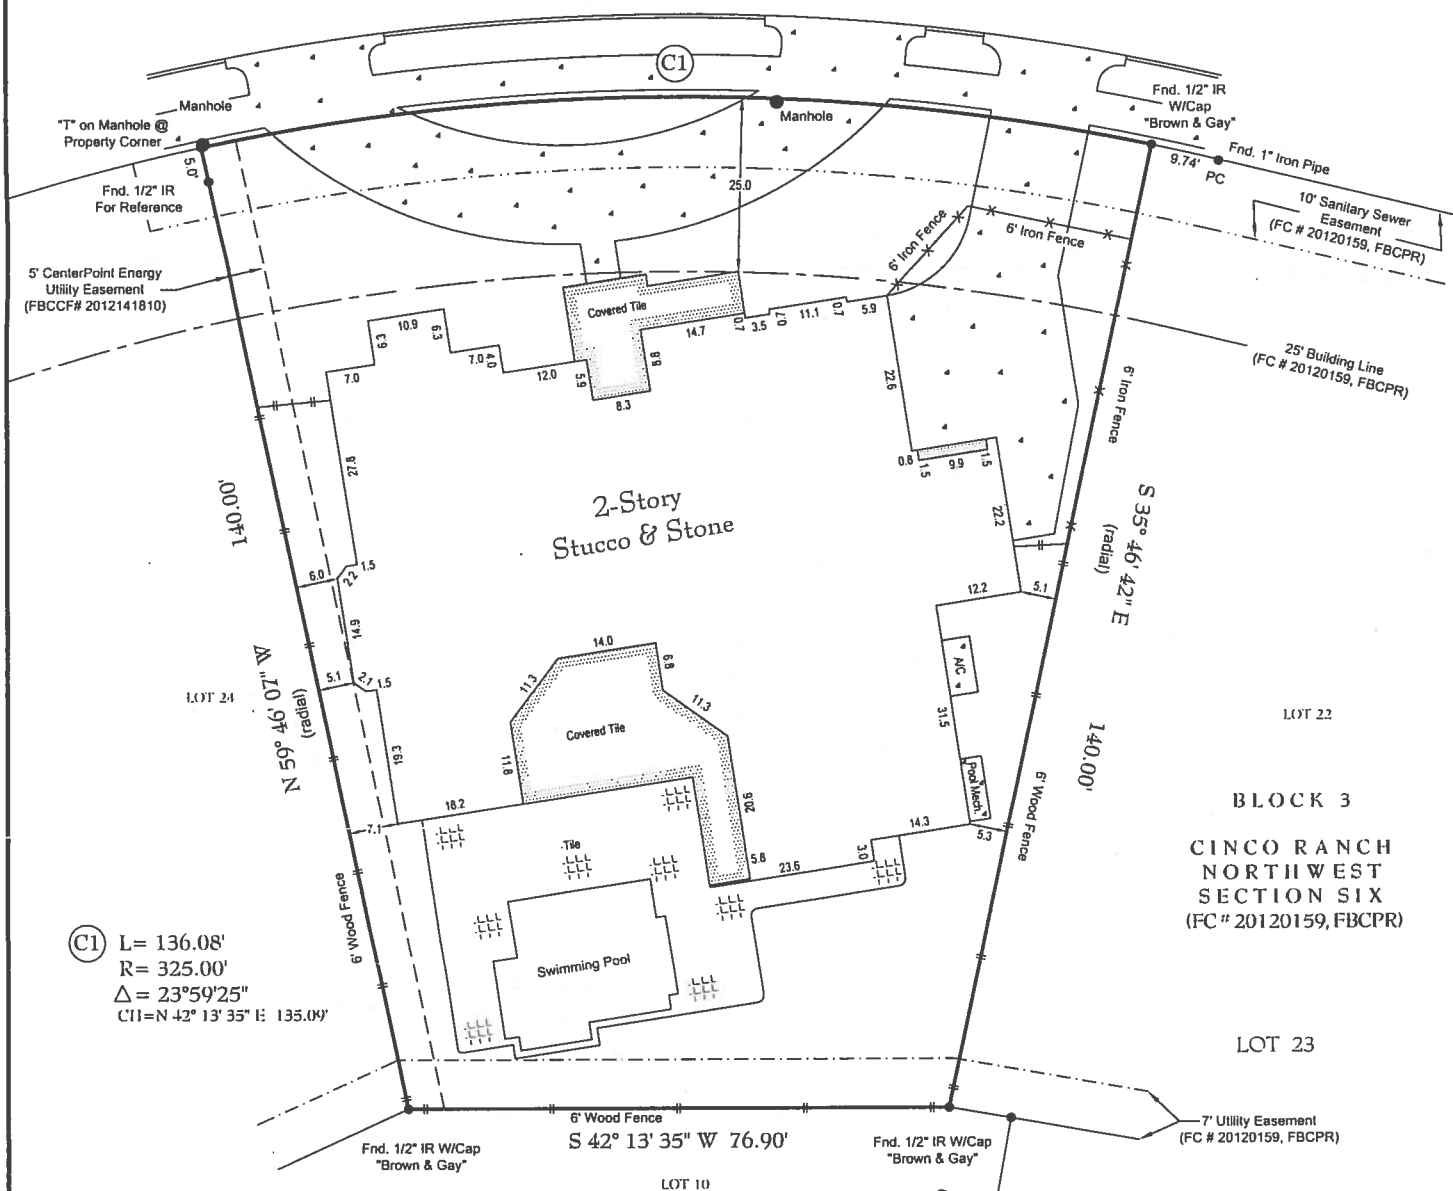 C1
Manhole
"T" on Manhole @
Property Corner
Manhole
Fnd. 1/2" IR
W/Cap
"Brown & Gay"
9.74'
PC
Fnd. 1" Iron Pipe
5.0'
Fnd. 1/2" IR
For Reference
25.0
10' Sanitary Sewer
Easement
(FC # 20120159, FBCPR)
6' Iron Fence
6' Iron Fence
5' CenterPoint Energy
Utility Easement
(FBCCF# 2012141810)
Covered Tile
10.9
6.3
6.3
7.0
4.0
7.0
12.0
5.9
8.3
8.8
14.7
0.7
3.5
0.7
11.1
0.7
5.9
25' Building Line
(FC # 20120159, FBCPR)
22.6
6' Iron Fence
0.8
1.5
9.9
1.5
27.8
2-Story
Stucco & Stone
22.2
140.00'
S 35° 46' 42" E
(radial)
6.0
2.2
1.5
12.2
5.1
14.9
14.0
6.8
A/C
5.1
2.1
1.5
11.3
11.3
31.5
LOT 24
N 59° 46' 07" W
(radial)
Covered Tile
LOT 22
19.3
11.8
140.00'
Pool Mech.
BLOCK 3
18.2
20.6
6' Wood Fence
7.1
Tile
5.8
23.6
3.0
14.3
5.3
CINCO RANCH
NORTHWEST
SECTION SIX
(FC # 20120159, FBCPR)
6' Wood Fence
C1
L= 136.08'
R= 325.00'
Δ= 23°59'25"
CH=N 42° 13' 35" E 135.09'
Swimming Pool
LOT 23
6' Wood Fence
S 42° 13' 35" W 76.90'
Fnd. 1/2" IR W/Cap
"Brown & Gay"
Fnd. 1/2" IR W/Cap
"Brown & Gay"
7' Utility Easement
(FC # 20120159, FBCPR)
LOT 10